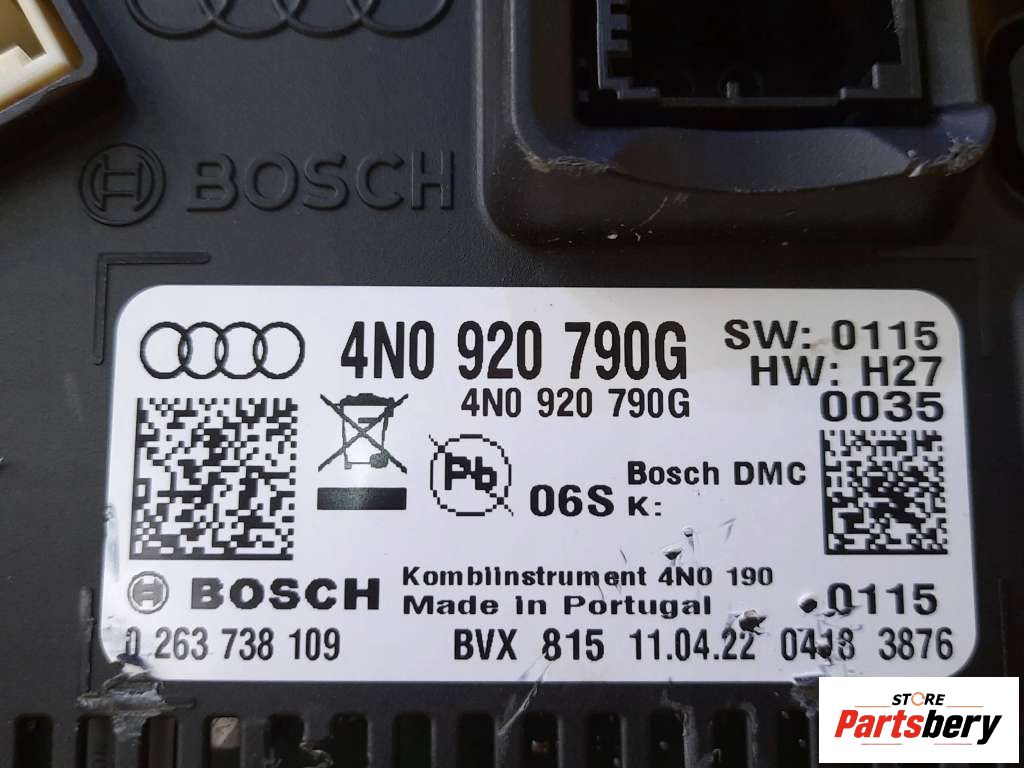 BOSCH
4N0 920 790G
SW: 0115
HW: H27
4N0 920 790G
0035
Pb
06S
Bosch DMC
K:
BOSCH
Kombiinstrument 4N0 190
Made in Portugal
0115
0 263 738 109
BVX 815 11.04.22 0418 3876
STORE
Partsbery